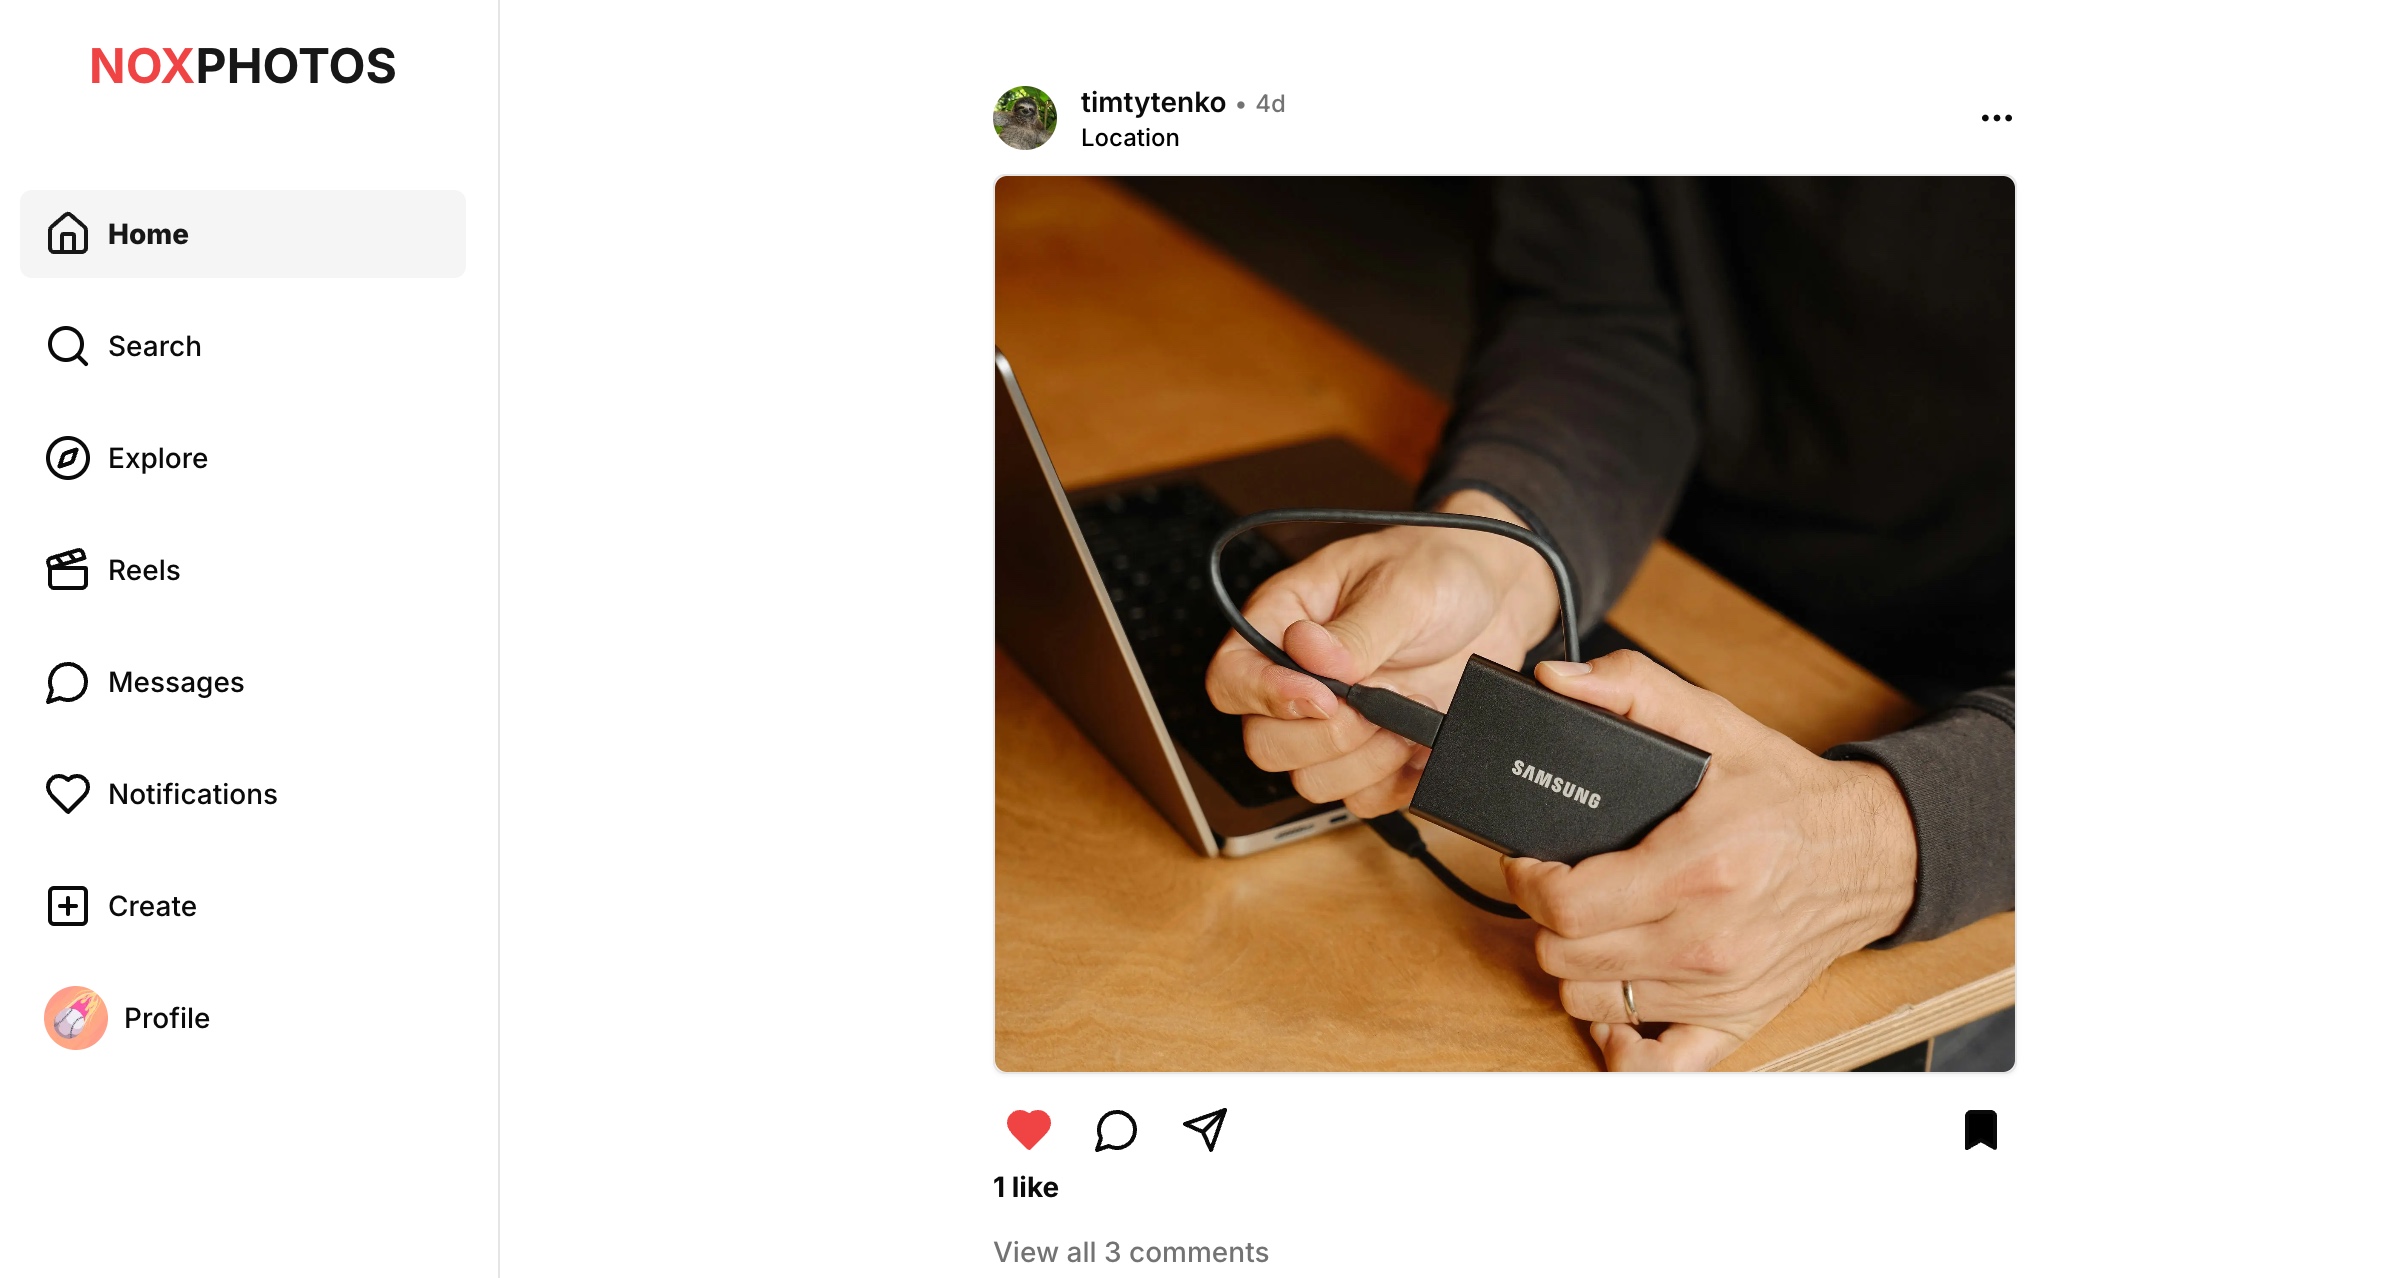 NOXPHOTOS
Home
Search
Explore
Reels
Messages
Notifications
Create
Profile
timtytenko • 4d
Location
SAMSUNG
1 like
View all 3 comments